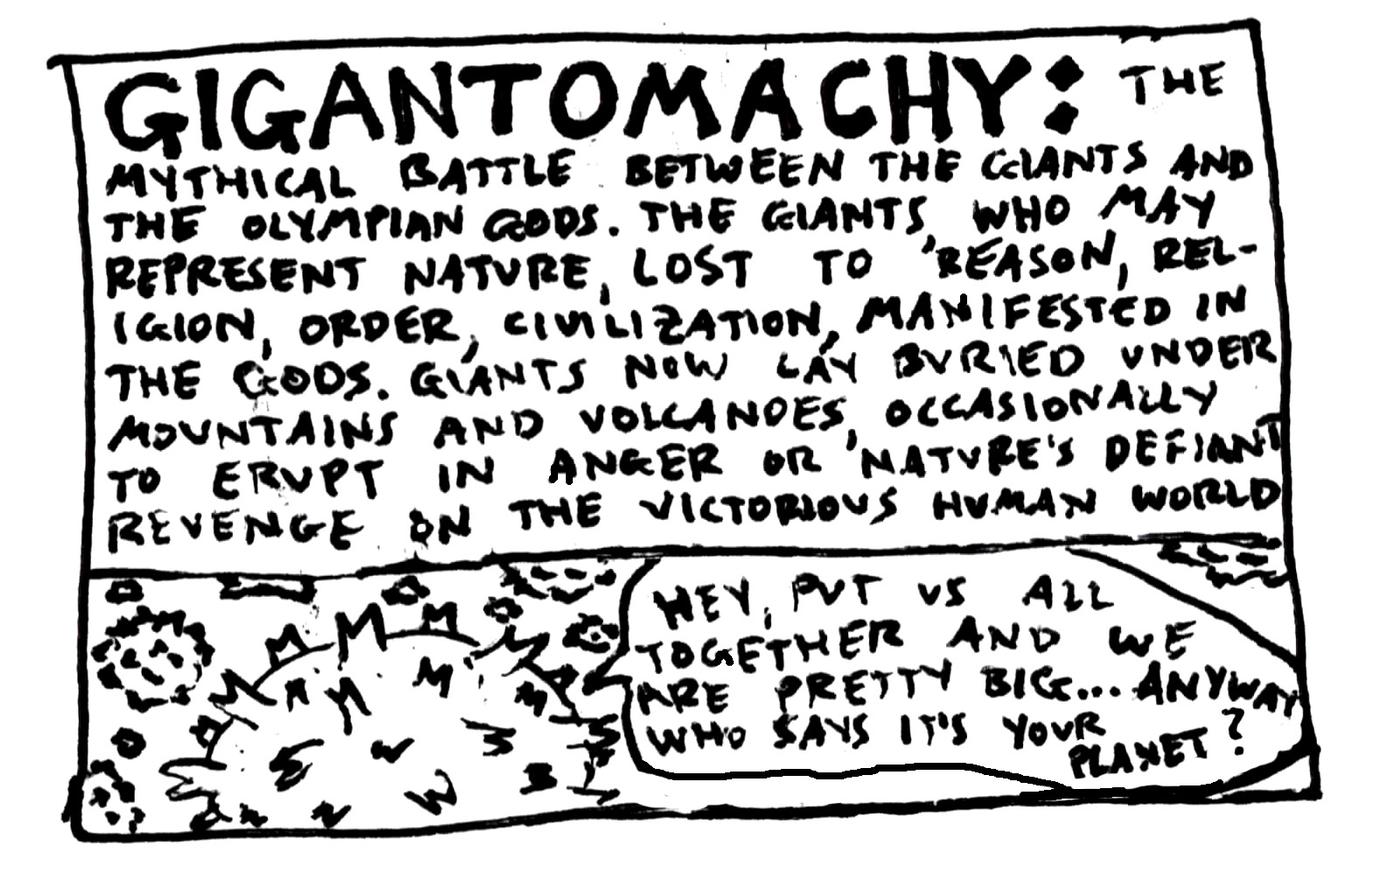 GIGANTOMACHY: THE
MYTHICAL BATTLE BETWEEN THE GIANTS AND
THE OLYMPIAN GODS. THE GIANTS, WHO MAY
REPRESENT NATURE, LOST TO 'REASON, REL-
IGION, ORDER, CIVILIZATION, MANIFESTED IN
THE GODS. GIANTS NOW LAY BURIED UNDER
MOUNTAINS AND VOLCANOES, OCCASIONALLY
TO ERUPT IN ANGER OR 'NATURE'S DEFIANT
REVENGE ON THE VICTORIOUS HUMAN WORLD
HEY, PUT US ALL
TOGETHER AND WE
ARE PRETTY BIG... ANYWAY
WHO SAYS IT'S YOUR
PLANET?